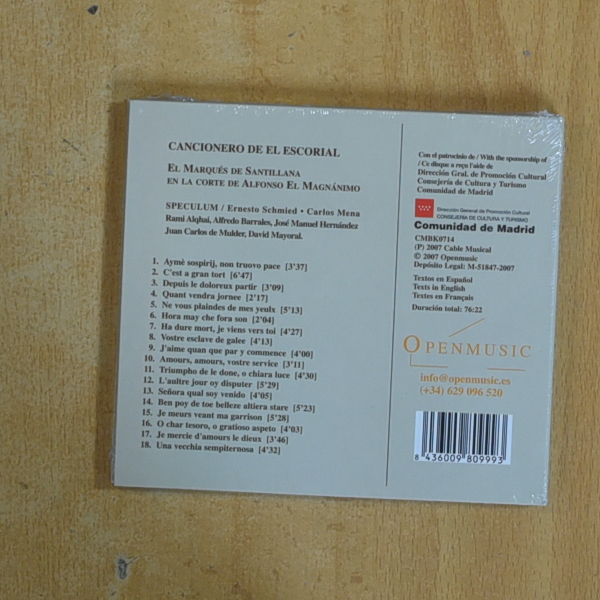 CANCIONERO DE EL ESCORIAL
EL MARQUÉS DE SANTILLANA
EN LA CORTE DE ALFONSO EL MAGNÁNIMO
SPECULUM / Ernesto Schmied • Carlos Mena
Rami Alqhai, Alfredo Barrales, José Manuel Hernández
Juan Carlos de Mulder, David Mayoral.
1. Aymè sospirij, non truovo pace [3'37]
2. C'est a gran tort [6'47]
3. Depuis le doloreux partir [3'09]
4. Quant vendra jornee [2'17]
5. Ne vous plaindes de mes yeulx [5'13]
6. Hora may che fora son [2'04]
7. Ha dure mort, je viens vers toi [4'27]
8. Vostre esclave de galee [4'13]
9. J'aime quan que par y commence [4'00]
10. Amours, amours, vostre service [3'11]
11. Triumpho de le done, o chiara luce [4'30]
12. L'aultre jour oy disputer [5'29]
13. Señora qual soy venido [4'05]
14. Ben poy de toe belleze altiera stare [5'23]
15. Je meurs veant ma garrison [5'28]
16. O char tesoro, o gratioso aspeto [4'03]
17. Je mercie d'amours le dieux [3'46]
18. Una vecchia sempiternosa [4'32]
Con el patrocinio de / With the sponsorship of
/ Ce disque a reçu l'aide de
Dirección Gral. de Promoción Cultural
Consejería de Cultura y Turismo
Comunidad de Madrid
Dirección General de Promoción Cultural
CONSEJERÍA DE CULTURA Y TURISMO
Comunidad de Madrid
CMBK0714
(P) 2007 Cable Musical
© 2007 Openmusic
Depósito Legal: M-51847-2007
Textos en Español
Texts in English
Textes en Français
Duración total: 76:22
OPENMUSIC
info@openmusic.es
(+34) 629 096 520
8 436009 809993